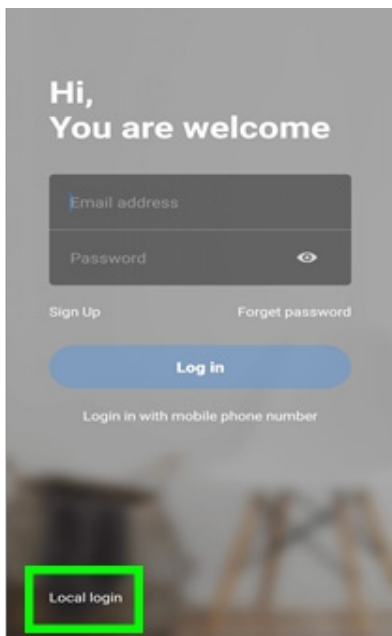 Hi,
You are welcome
Email address
Password
Sign Up Forget password
Log in
Login in with mobile phone number
Local login